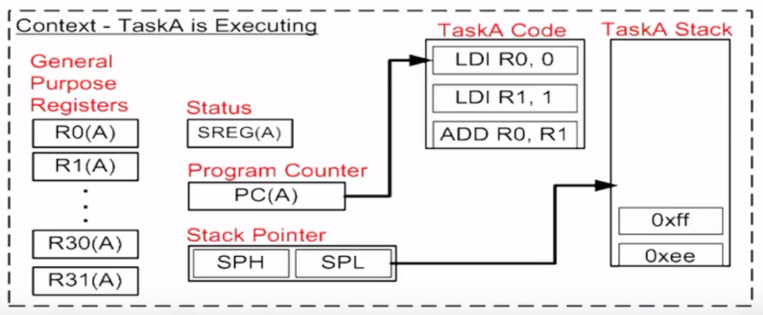 Context - TaskA is Executing
General
Purpose
Registers
R0(A)
R1(A)
R30(A)
R31(A)
Status
SREG(A)
Program Counter
PC(A)
Stack Pointer
SPH SPL
TaskA Code
LDI R0, 0
LDI R1, 1
ADD R0, R1
TaskA Stack
0xff
0xee